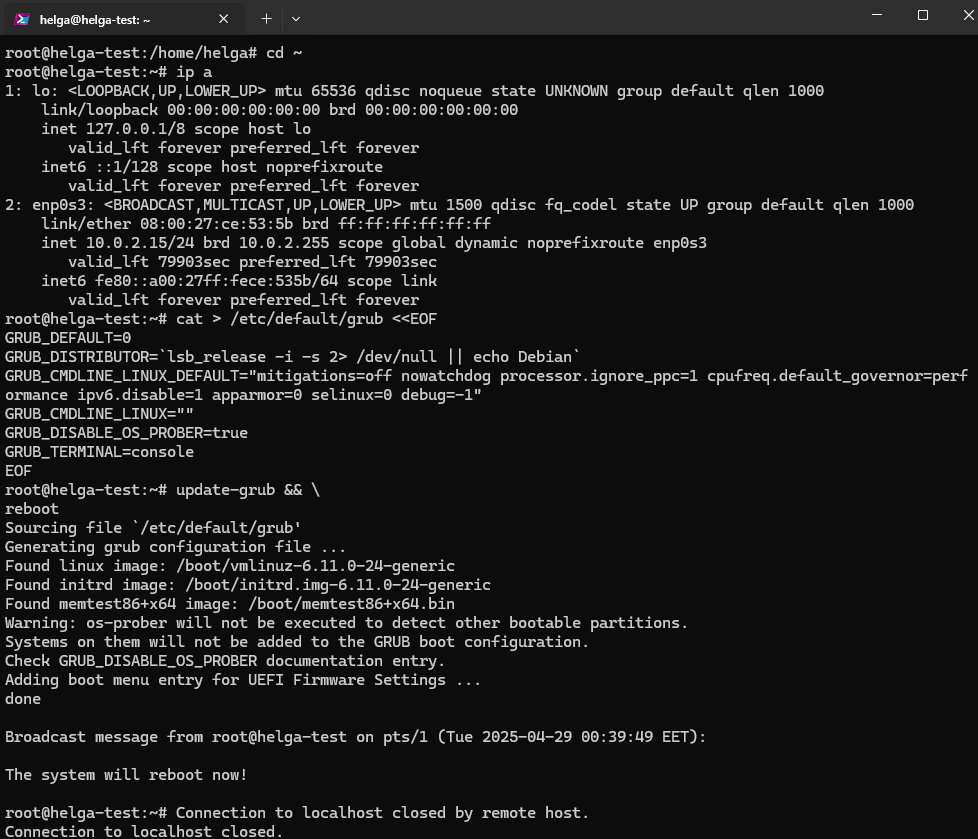 helga@helga-test: ~
root@helga-test:/home/helga# cd ~
root@helga-test:~# ip a
1: lo: <LOOPBACK,UP,LOWER_UP> mtu 65536 qdisc noqueue state UNKNOWN group default qlen 1000
    link/loopback 00:00:00:00:00:00 brd 00:00:00:00:00:00
    inet 127.0.0.1/8 scope host lo
       valid_lft forever preferred_lft forever
    inet6 ::1/128 scope host noprefixroute
       valid_lft forever preferred_lft forever
2: enp0s3: <BROADCAST,MULTICAST,UP,LOWER_UP> mtu 1500 qdisc fq_codel state UP group default qlen 1000
    link/ether 08:00:27:ce:53:5b brd ff:ff:ff:ff:ff:ff
    inet 10.0.2.15/24 brd 10.0.2.255 scope global dynamic noprefixroute enp0s3
       valid_lft 79903sec preferred_lft 79903sec
    inet6 fe80::a00:27ff:fece:535b/64 scope link
       valid_lft forever preferred_lft forever
root@helga-test:~# cat > /etc/default/grub <<EOF
GRUB_DEFAULT=0
GRUB_DISTRIBUTOR=`lsb_release -i -s 2> /dev/null || echo Debian`
GRUB_CMDLINE_LINUX_DEFAULT="mitigations=off nowatchdog processor.ignore_ppc=1 cpufreq.default_governor=perf
ormance ipv6.disable=1 apparmor=0 selinux=0 debug=-1"
GRUB_CMDLINE_LINUX=""
GRUB_DISABLE_OS_PROBER=true
GRUB_TERMINAL=console
EOF
root@helga-test:~# update-grub && \
reboot
Sourcing file `/etc/default/grub'
Generating grub configuration file ...
Found linux image: /boot/vmlinuz-6.11.0-24-generic
Found initrd image: /boot/initrd.img-6.11.0-24-generic
Found memtest86+x64 image: /boot/memtest86+x64.bin
Warning: os-prober will not be executed to detect other bootable partitions.
Systems on them will not be added to the GRUB boot configuration.
Check GRUB_DISABLE_OS_PROBER documentation entry.
Adding boot menu entry for UEFI Firmware Settings ...
done
Broadcast message from root@helga-test on pts/1 (Tue 2025-04-29 00:39:49 EET):
The system will reboot now!
root@helga-test:~# Connection to localhost closed by remote host.
Connection to localhost closed.